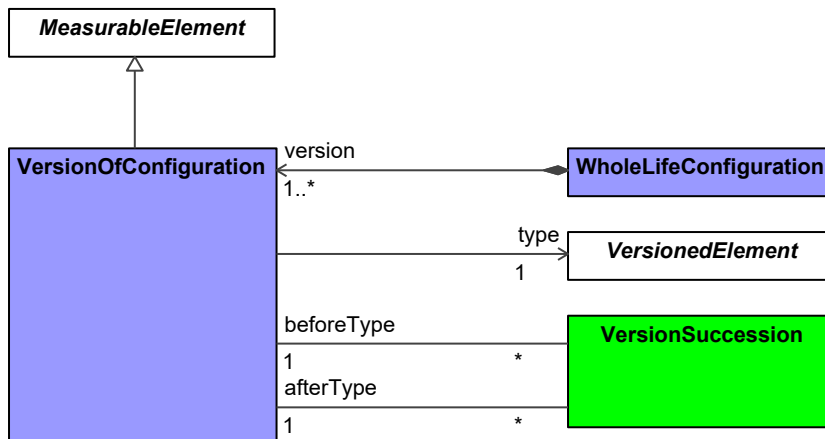 MeasurableElement
VersionOfConfiguration
version
1..*
WholeLifeConfiguration
type
1
VersionedElement
beforeType
1
*
VersionSuccession
afterType
1
*